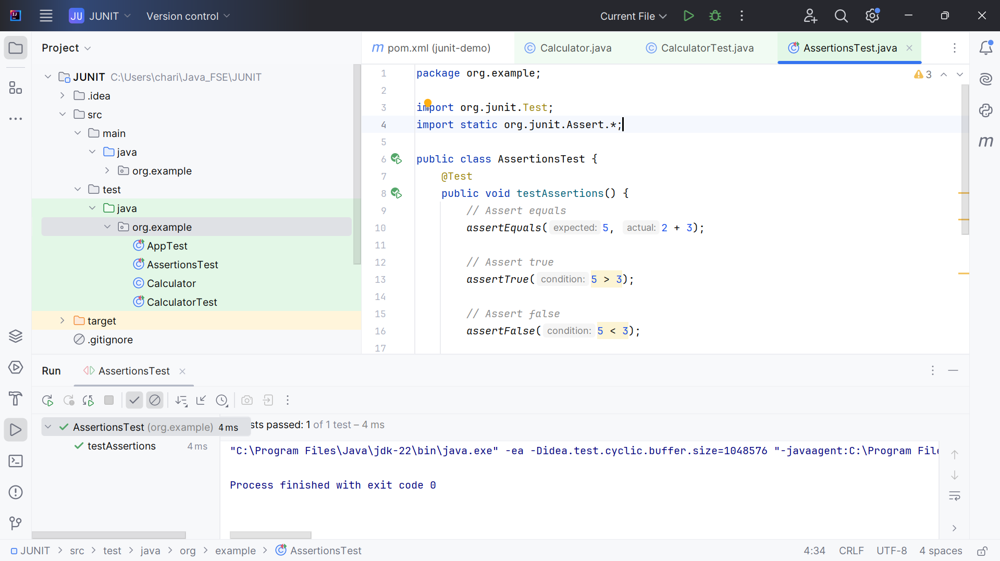 JU JUNIT Version control Current File
Project
pom.xml (junit-demo) Calculator.java CalculatorTest.java AssertionsTest.java
JUNIT C:\Users\chari\Java_FSE\JUNIT
.idea
src
main
java
org.example
test
java
org.example
AppTest
AssertionsTest
Calculator
CalculatorTest
target
.gitignore
3
1 package org.example;
2
3 import org.junit.Test;
4 import static org.junit.Assert.*;
5
6 public class AssertionsTest {
7 @Test
8 public void testAssertions() {
9 // Assert equals
10 assertEquals( expected: 5, actual: 2 + 3);
11
12 // Assert true
13 assertTrue( condition: 5 > 3);
14
15 // Assert false
16 assertFalse( condition: 5 < 3);
17
m
Run AssertionsTest
AssertionsTest (org.example) 4 ms
testAssertions 4 ms
sts passed: 1 of 1 test – 4 ms
"C:\Program Files\Java\jdk-22\bin\java.exe" -ea -Didea.test.cyclic.buffer.size=1048576 "-javaagent:C:\Program File
Process finished with exit code 0
JUNIT > src > test > java > org > example > AssertionsTest
4:34 CRLF UTF-8 4 spaces